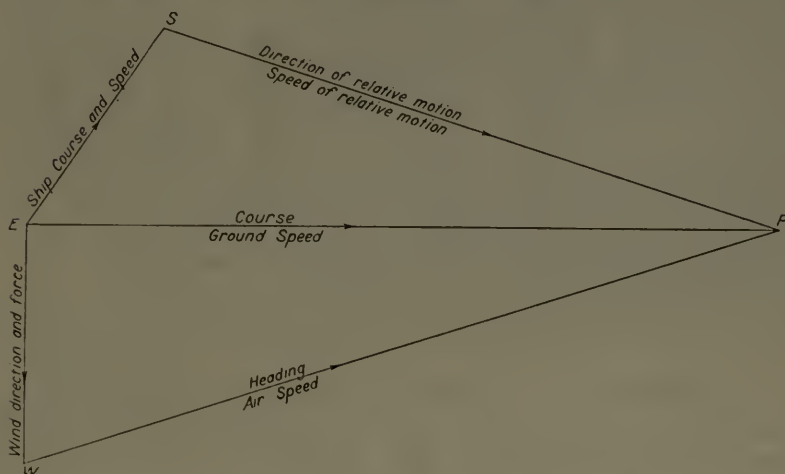 S
Direction of relative motion
Speed of relative motion
Ship Course and Speed
E
Course
Ground Speed
P
Wind direction and force
Heading
Air Speed
W